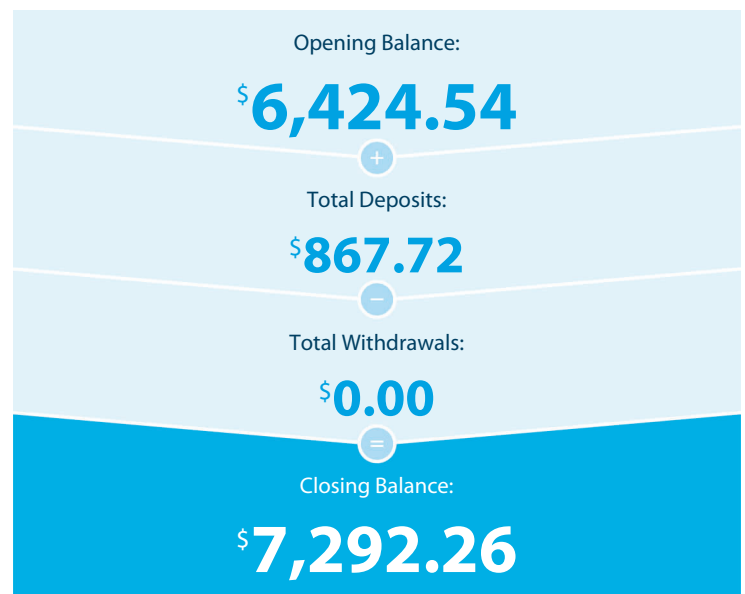 Opening Balance:
$6,424.54
+
Total Deposits:
$867.72
−
Total Withdrawals:
$0.00
=
Closing Balance:
$7,292.26